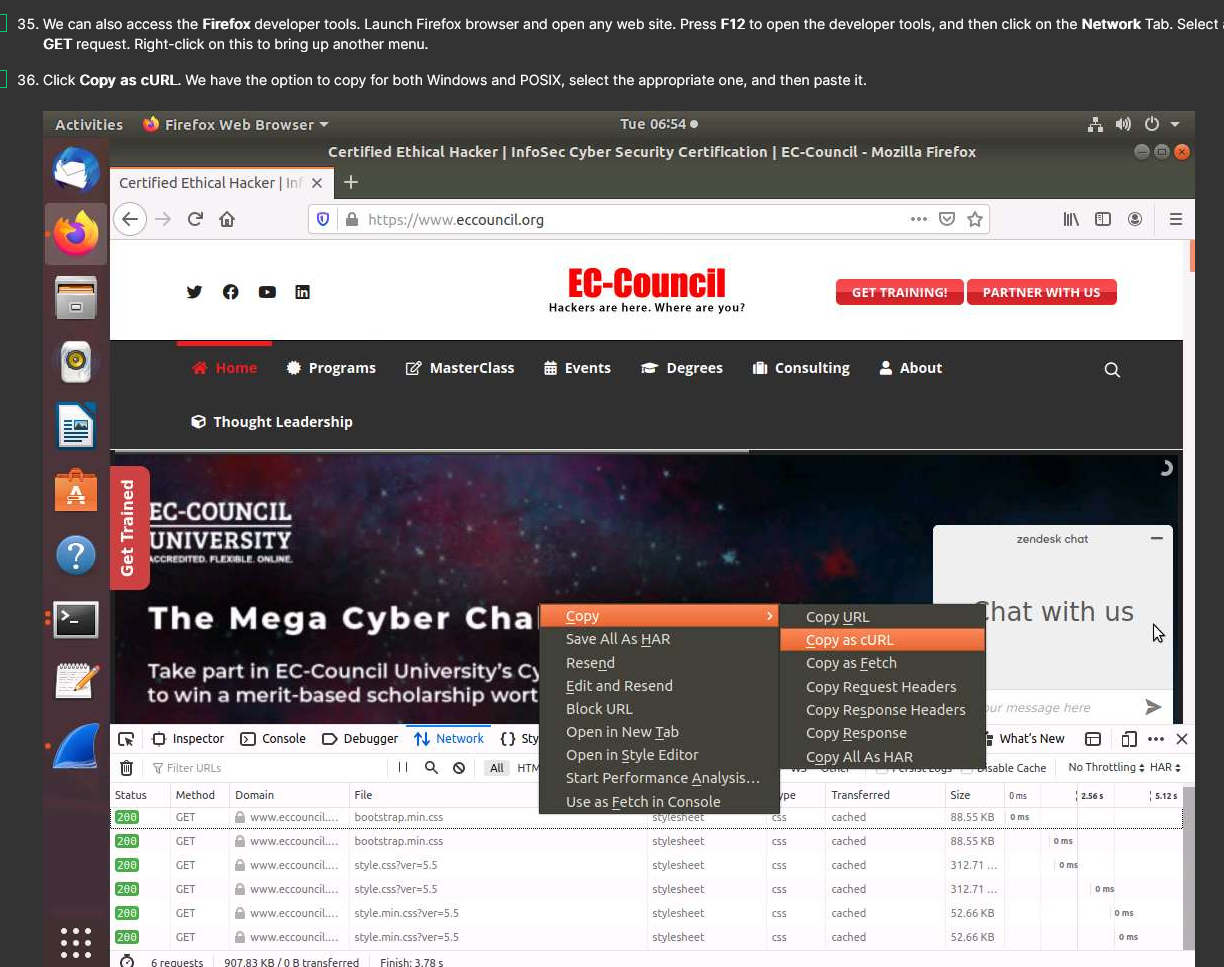 35. We can also access the Firefox developer tools. Launch Firefox browser and open any web site. Press F12 to open the developer tools, and then click on the Network Tab. Select
GET request. Right-click on this to bring up another menu.
36. Click Copy as cURL. We have the option to copy for both Windows and POSIX, select the appropriate one, and then paste it.
Activities Firefox Web Browser Tue 06:54
Certified Ethical Hacker | InfoSec Cyber Security Certification | EC-Council - Mozilla Firefox
Certified Ethical Hacker | Inf
https://www.eccouncil.org
EC-Council
Hackers are here. Where are you?
GET TRAINING! PARTNER WITH US
Home Programs MasterClass Events Degrees Consulting About
Thought Leadership
Get Trained
EC-COUNCIL
UNIVERSITY
ACCREDITED. FLEXIBLE. ONLINE.
zendesk chat
Chat with us
The Mega Cyber Cha
Take part in EC-Council University's Cy
to win a merit-based scholarship wort
our message here
Copy
Save All As HAR
Resend
Edit and Resend
Block URL
Open in New Tab
Open in Style Editor
Start Performance Analysis...
Use as Fetch in Console
Copy URL
Copy as cURL
Copy as Fetch
Copy Request Headers
Copy Response Headers
Copy Response
Copy All As HAR
Inspector Console Debugger Network {} Sty What's New
Filter URLs All HTM WS Other Persist Logs Disable Cache No Throttling HAR
Status Method Domain File ype Transferred Size 0 ms 2.56 s 5.12 s
200 GET www.eccouncil.... bootstrap.min.css stylesheet css cached 88.55 KB 0 ms
200 GET www.eccouncil.... bootstrap.min.css stylesheet css cached 88.55 KB 0 ms
200 GET www.eccouncil.... style.css?ver=5.5 stylesheet css cached 312.71 ... 0 ms
200 GET www.eccouncil.... style.css?ver=5.5 stylesheet css cached 312.71 ... 0 ms
200 GET www.eccouncil.... style.min.css?ver=5.5 stylesheet css cached 52.66 KB 0 ms
200 GET www.eccouncil.... style.min.css?ver=5.5 stylesheet css cached 52.66 KB 0 ms
6 requests 907.83 KB / 0 B transferred Finish: 3.78 s